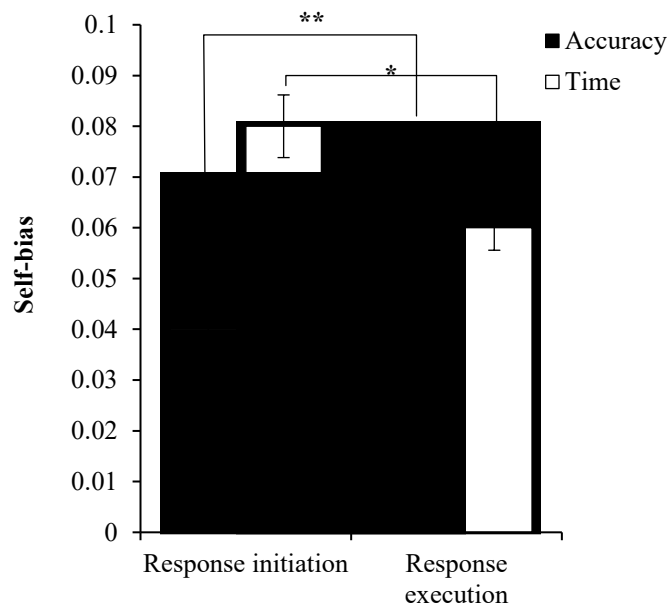 0.1
**
Accuracy
0.09
*
Time
0.08
0.07
0.06
Self-bias
0.05
0.04
0.03
0.02
0.01
0
Response initiation
Response
execution